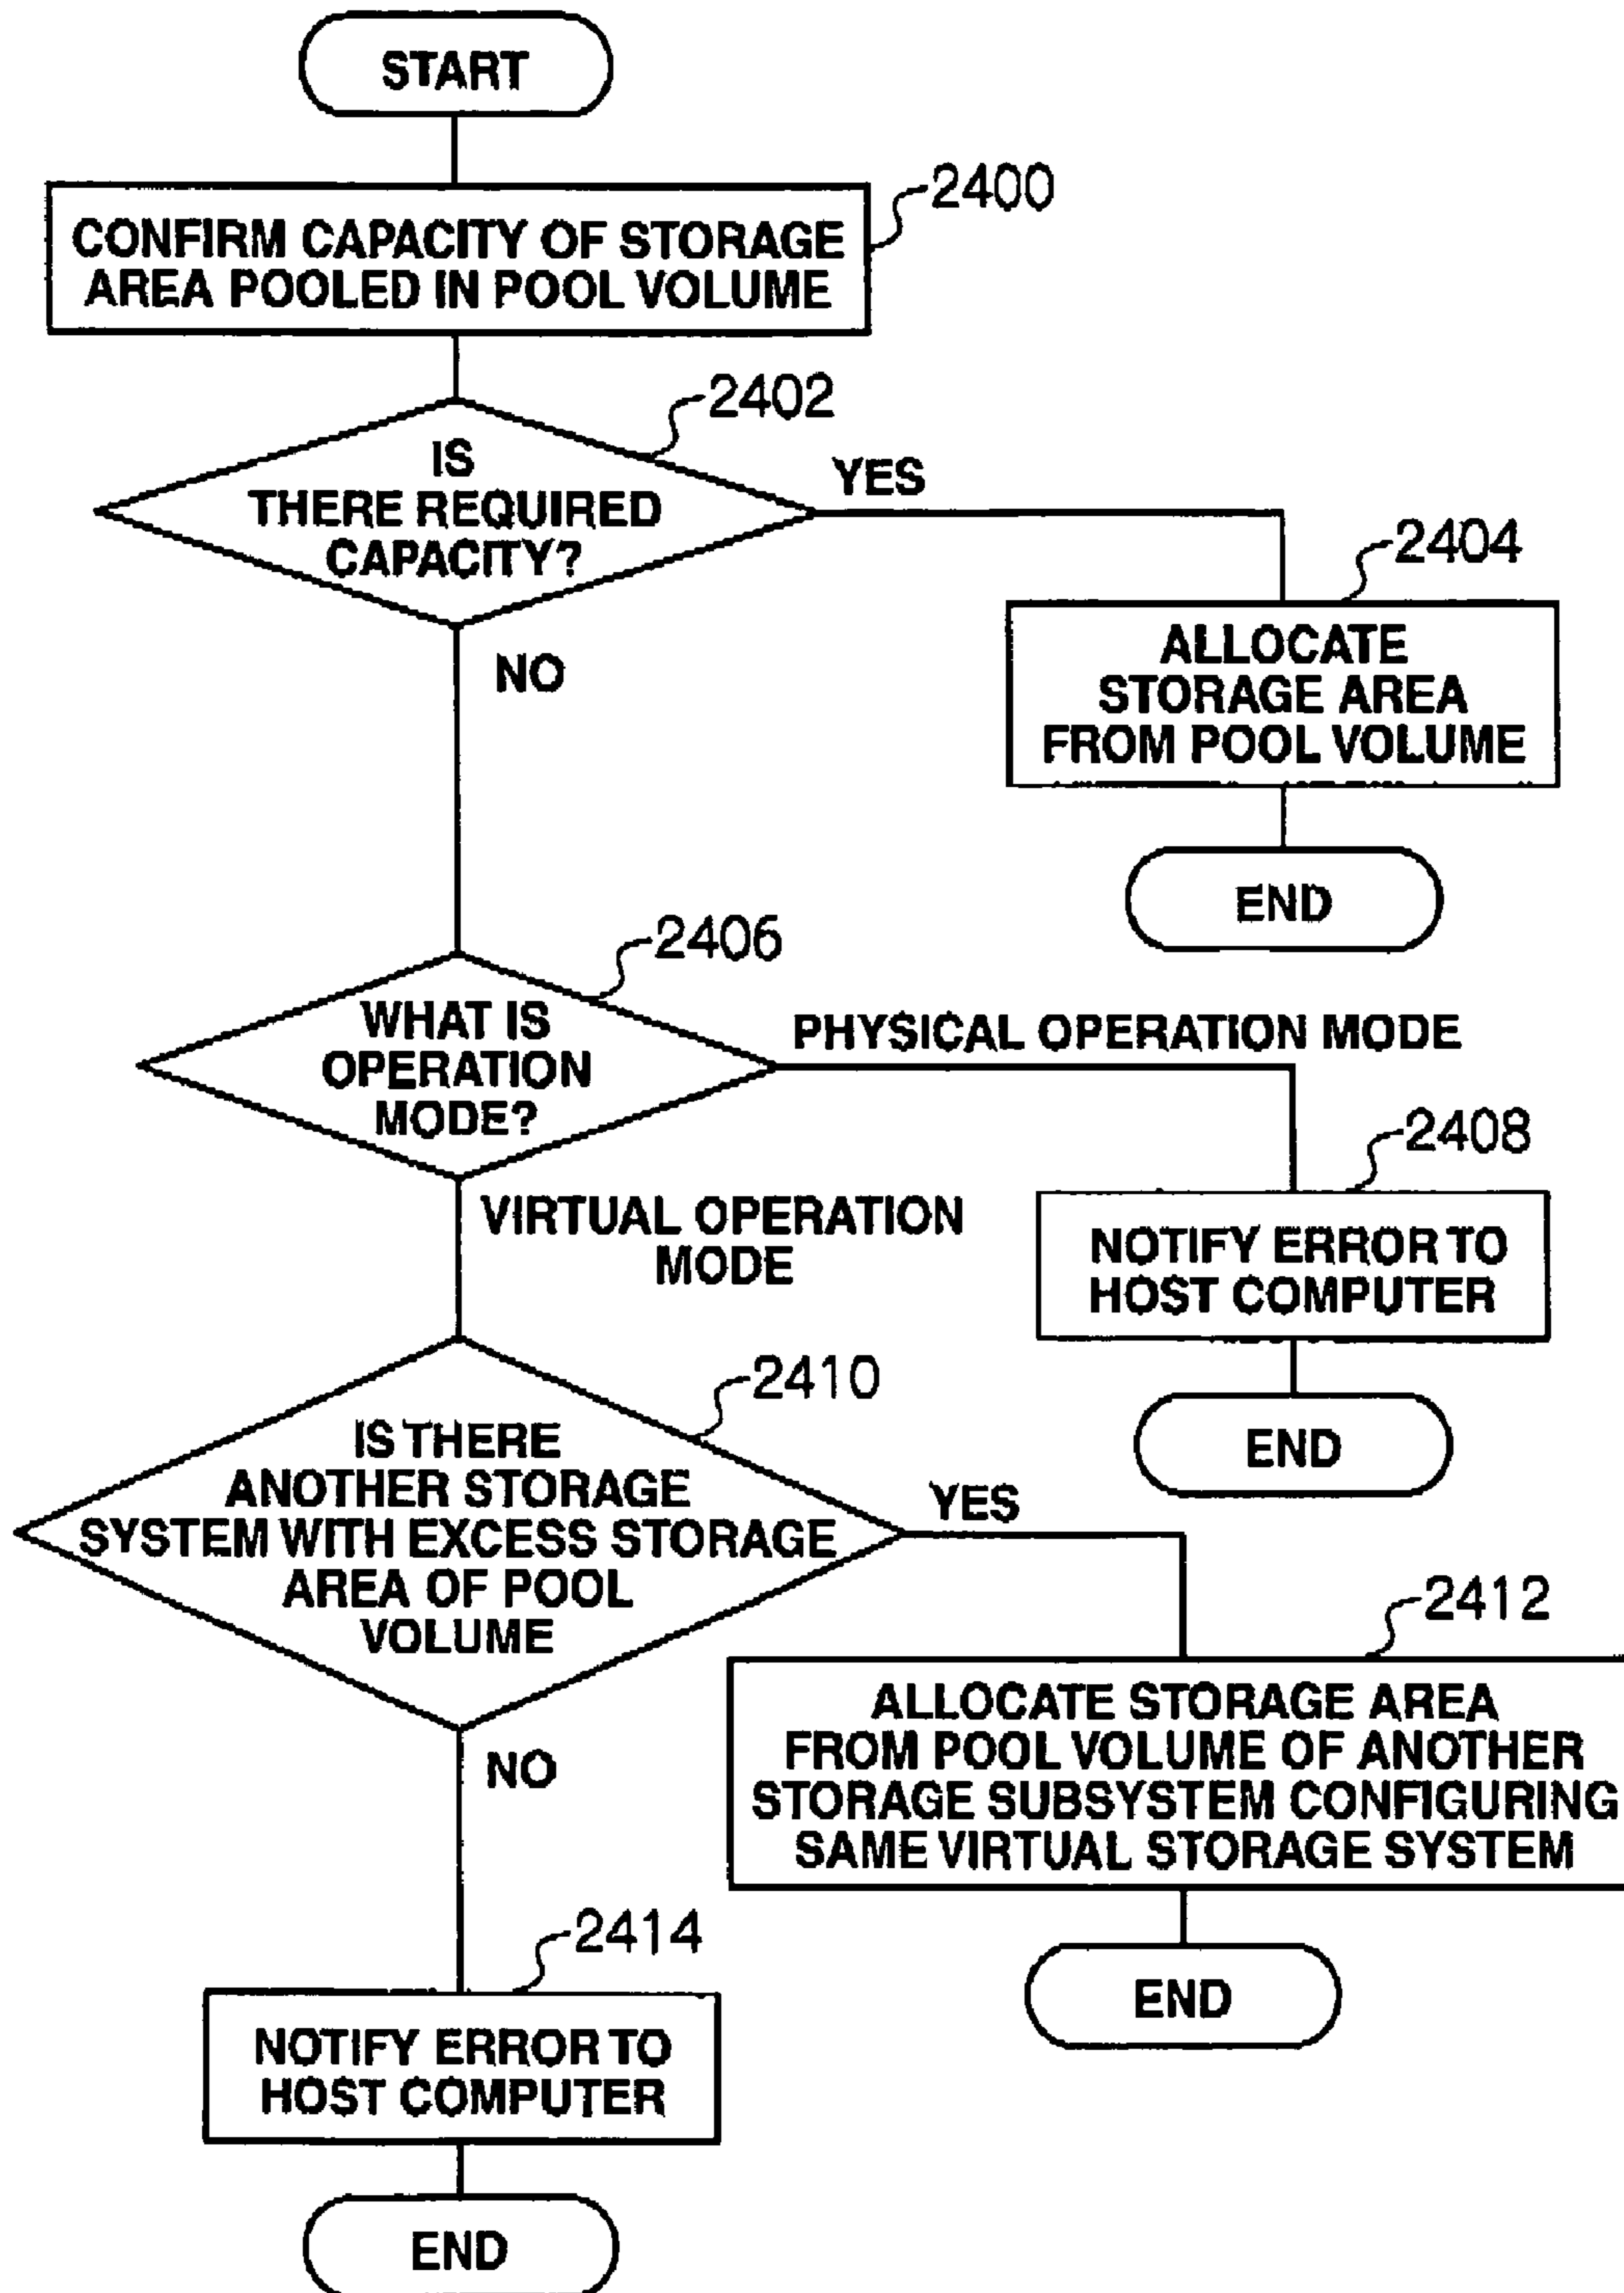 START
2400
CONFIRM CAPACITY OF STORAGE
AREA POOLED IN POOL VOLUME
2402
IS
THERE REQUIRED
CAPACITY?
YES
NO
2404
ALLOCATE
STORAGE AREA
FROM POOL VOLUME
END
2406
WHAT IS
OPERATION
MODE?
PHYSICAL OPERATION MODE
2408
NOTIFY ERROR TO
HOST COMPUTER
END
VIRTUAL OPERATION
MODE
2410
IS THERE
ANOTHER STORAGE
SYSTEM WITH EXCESS STORAGE
AREA OF POOL
VOLUME
YES
2412
ALLOCATE STORAGE AREA
FROM POOL VOLUME OF ANOTHER
STORAGE SUBSYSTEM CONFIGURING
SAME VIRTUAL STORAGE SYSTEM
END
NO
2414
NOTIFY ERROR TO
HOST COMPUTER
END